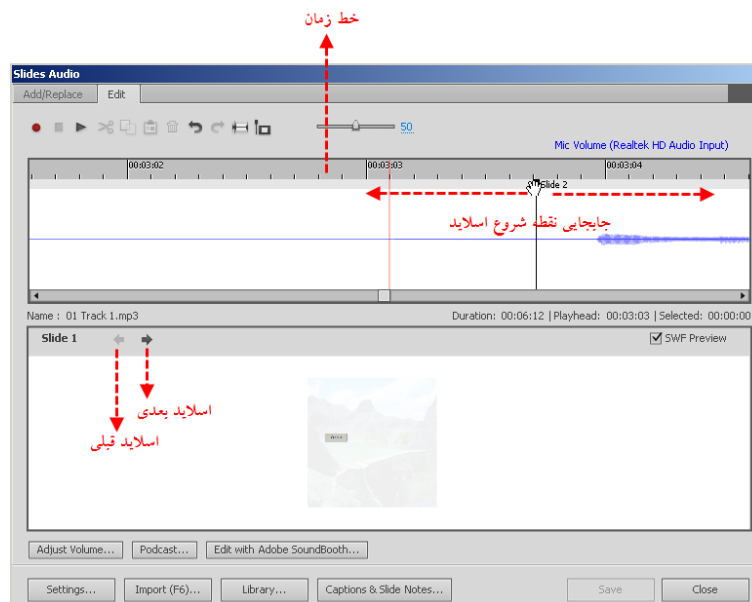 خط زمان
Slides Audio
Add/Replace Edit
50
Mic Volume (Realtek HD Audio Input)
00:03:02 00:03:03 00:03:04
Slide 2
جابجایی نقطه شروع اسلاید
Name : 01 Track 1.mp3 Duration: 00:06:12 | Playhead: 00:03:03 | Selected: 00:00:00
Slide 1 SWF Preview
اسلاید بعدی
اسلاید قبلی
Adjust Volume... Podcast... Edit with Adobe SoundBooth...
Settings... Import (F6)... Library... Captions & Slide Notes... Save Close